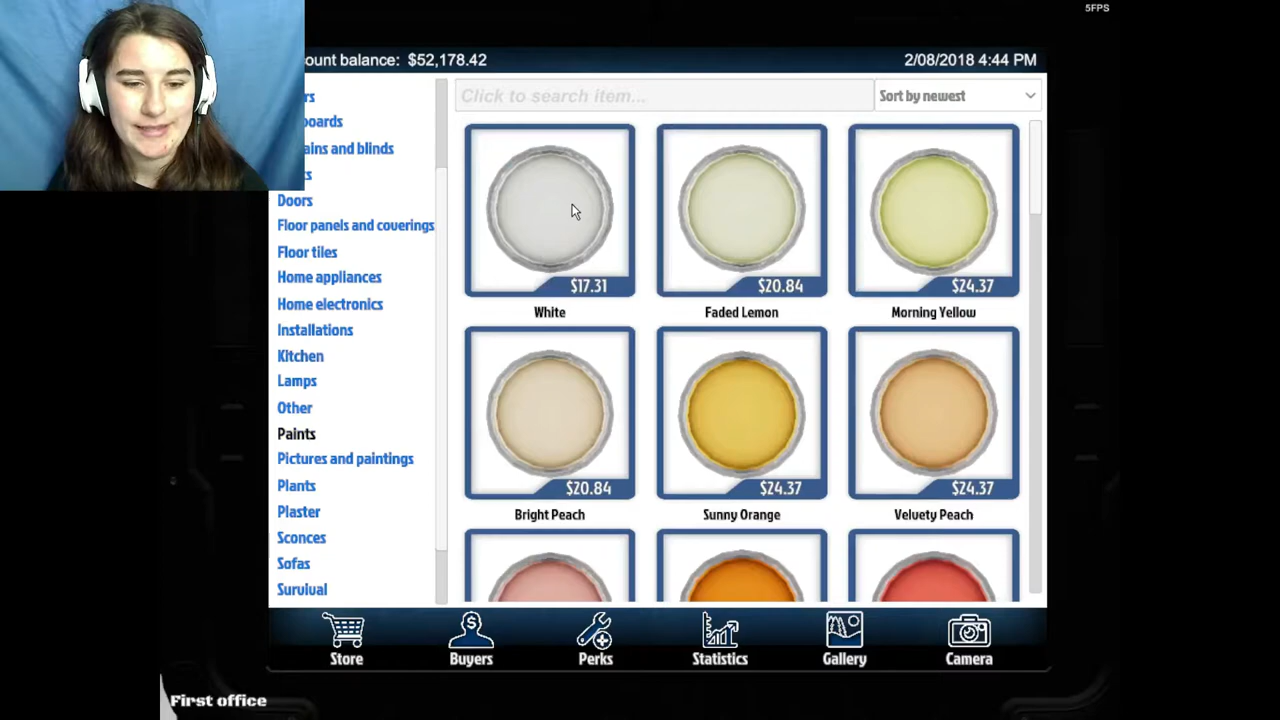 5FPS
ount balance: $52,178.42
2/08/2018 4:44 PM
Click to search item...
Sort by newest
rs
boards
ains and blinds
ts
Doors
Floor panels and coverings
Floor tiles
Home appliances
Home electronics
Installations
Kitchen
Lamps
Other
Paints
Pictures and paintings
Plants
Plaster
Sconces
Sofas
Survival
$17.31
$20.84
$24.37
White
Faded Lemon
Morning Yellow
$20.84
$24.37
$24.37
Bright Peach
Sunny Orange
Velvety Peach
Store
Buyers
Perks
Statistics
Gallery
Camera
First office